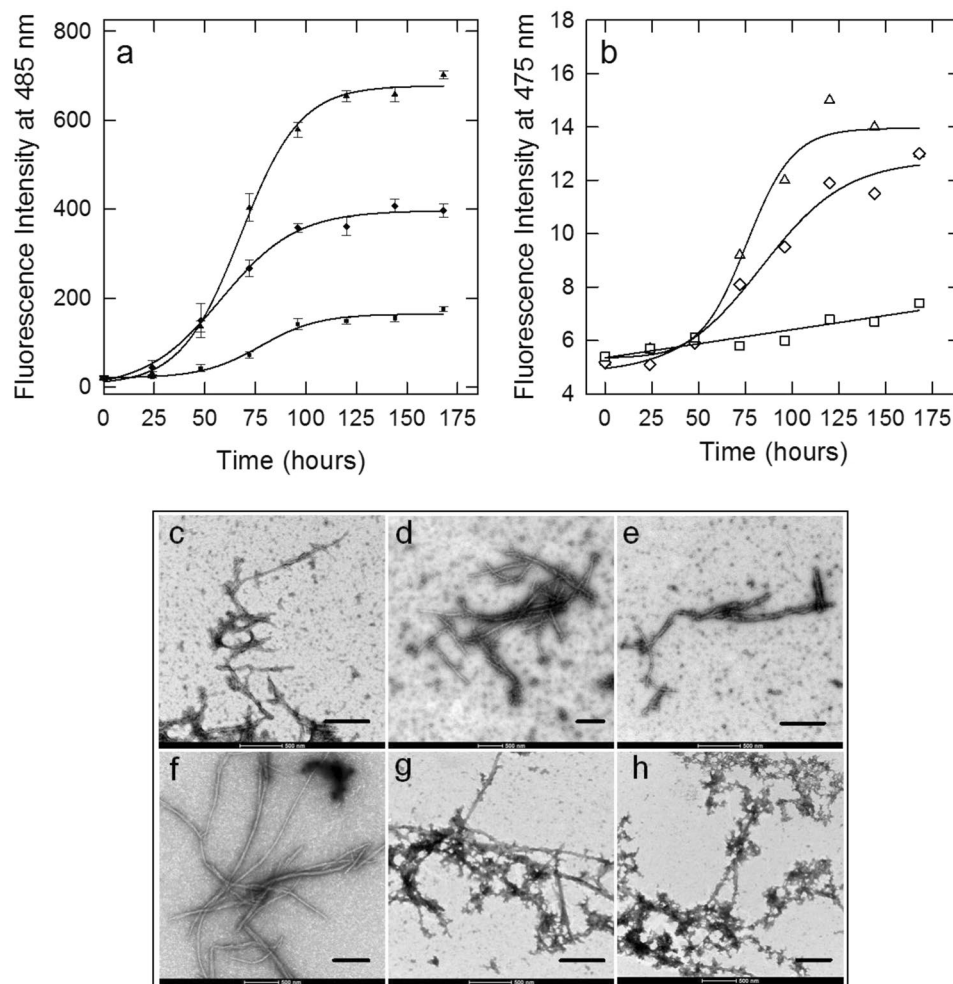 a
Fluorescence Intensity at 485 nm
800
600
400
200
0
0 25 50 75 100 125 150 175
Time (hours)
b
Fluorescence Intensity at 475 nm
18
16
14
12
10
8
6
4
0 25 50 75 100 125 150 175
Time (hours)
c
500 nm
d
500 nm
e
500 nm
f
500 nm
g
500 nm
h
500 nm